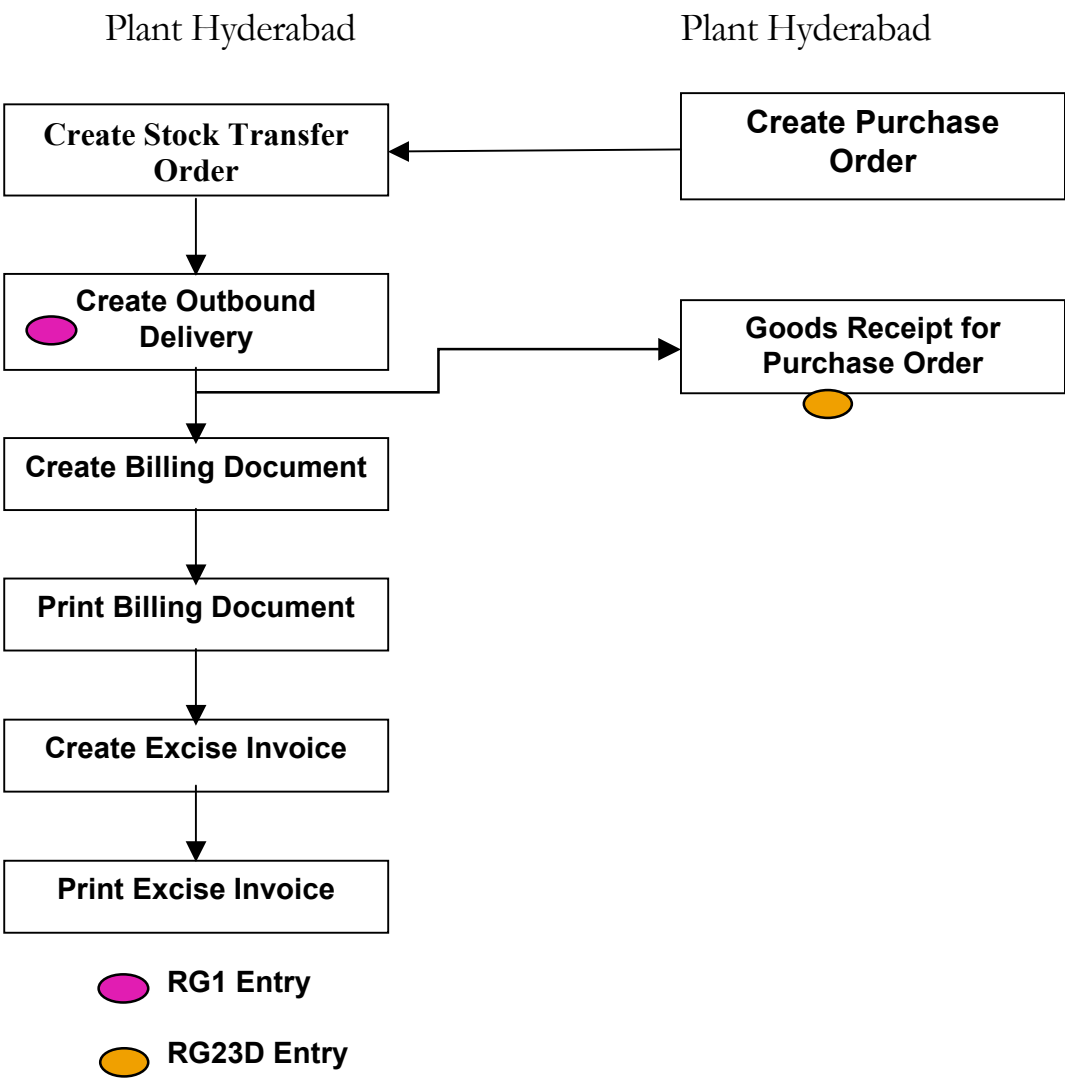 Plant Hyderabad
Plant Hyderabad
Create Stock Transfer
Order
Create Purchase
Order
Create Outbound
Delivery
Goods Receipt for
Purchase Order
Create Billing Document
Print Billing Document
Create Excise Invoice
Print Excise Invoice
RG1 Entry
RG23D Entry